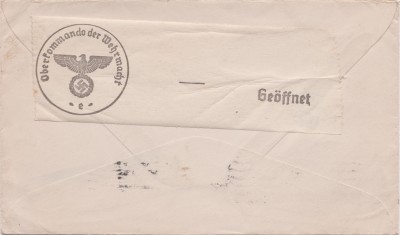 Oberkommando der Wehrmacht
- e -
Geöffnet